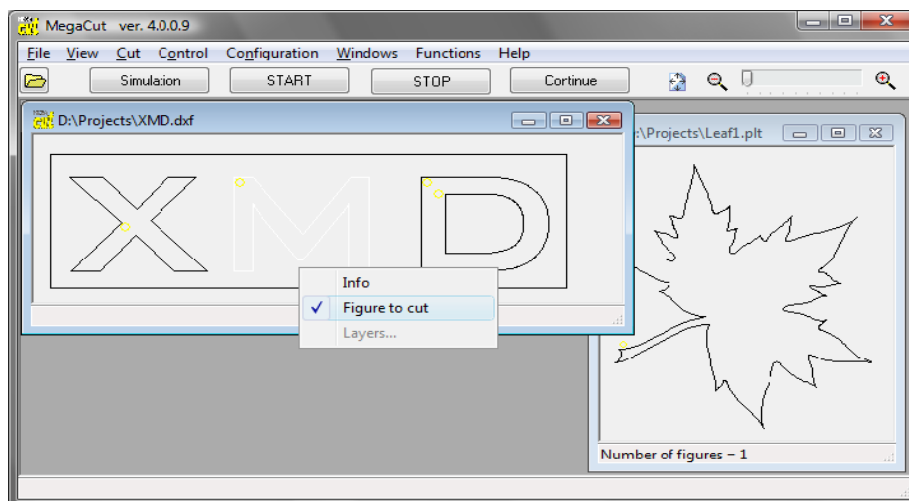 MegaCut ver. 4.0.0.9
File View Cut Control Configuration Windows Functions Help
Simulation START STOP Continue
D:\Projects\XMD.dxf
:\Projects\Leaf1.plt
XMD
Info
Figure to cut
Layers...
Number of figures – 1